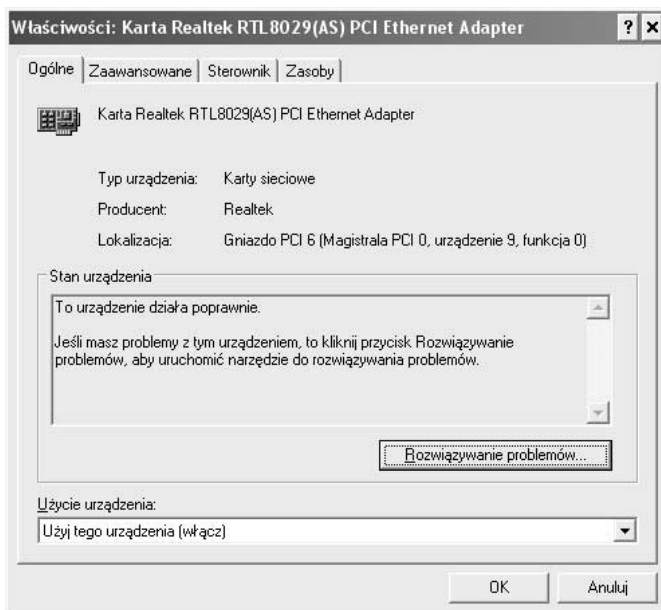 Właściwości: Karta Realtek RTL8029(AS) PCI Ethernet Adapter
Ogólne Zaawansowane Sterownik Zasoby
Karta Realtek RTL8029(AS) PCI Ethernet Adapter
Typ urządzenia: Karty sieciowe
Producent: Realtek
Lokalizacja: Gniazdo PCI 6 (Magistrala PCI 0, urządzenie 9, funkcja 0)
Stan urządzenia
To urządzenie działa poprawnie.
Jeśli masz problemy z tym urządzeniem, to kliknij przycisk Rozwiązywanie
problemów, aby uruchomić narzędzie do rozwiązywania problemów.
Rozwiązywanie problemów...
Użycie urządzenia:
Użyj tego urządzenia (włącz)
OK Anuluj